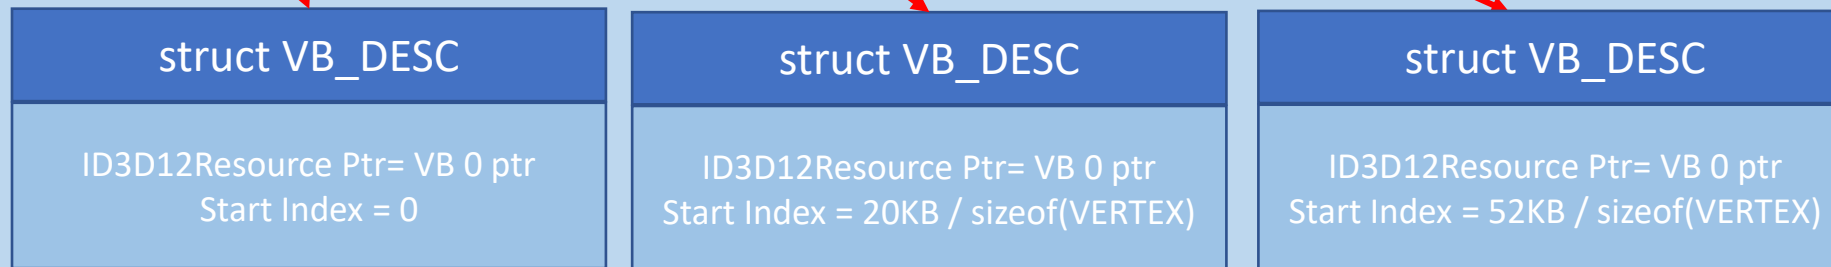 struct VB_DESC
ID3D12Resource Ptr= VB 0 ptr
Start Index = 0
struct VB_DESC
ID3D12Resource Ptr= VB 0 ptr
Start Index = 20KB / sizeof(VERTEX)
struct VB_DESC
ID3D12Resource Ptr= VB 0 ptr
Start Index = 52KB / sizeof(VERTEX)